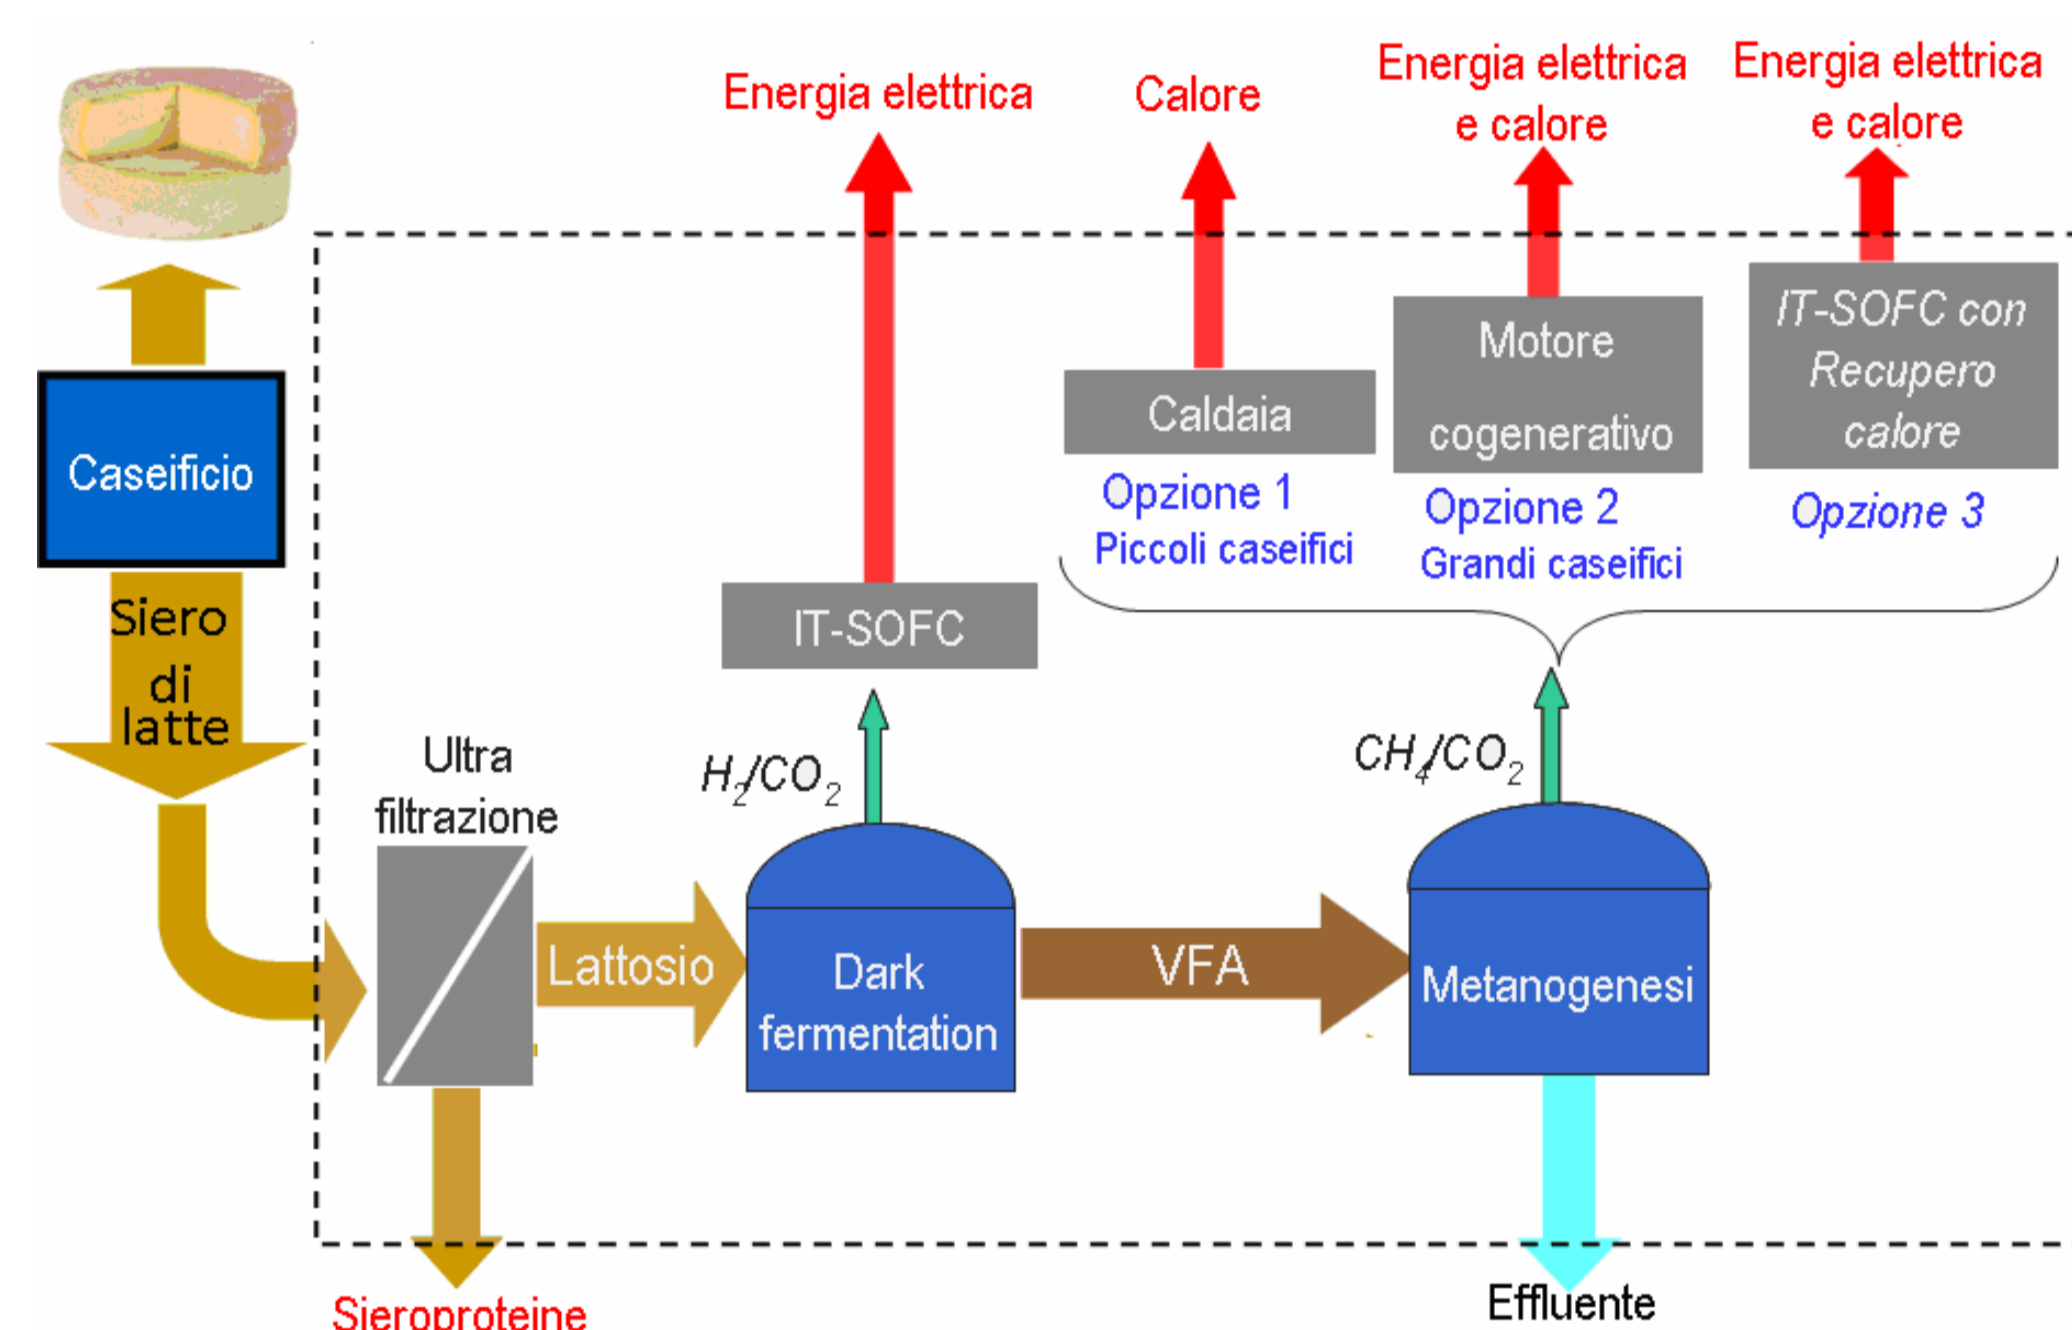 Energia elettrica
Calore
Energia elettrica
e calore
Energia elettrica
e calore
IT-SOFC con
Recupero
calore
Opzione 3
Motore
cogenerativo
Opzione 2
Grandi caseifici
Caldaia
Opzione 1
Piccoli caseifici
Caseificio
Siero
di
latte
IT-SOFC
Ultra
filtrazione
H2/CO2
CH4/CO2
Lattosio
Dark
fermentation
VFA
Metanogenesi
Sieroproteine
Effluente